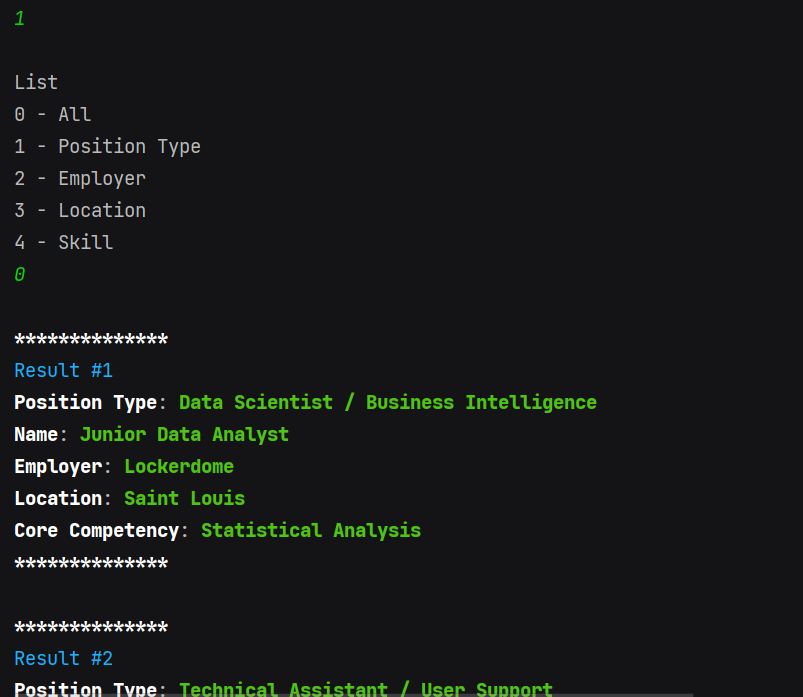 1
List
0 - All
1 - Position Type
2 - Employer
3 - Location
4 - Skill
0
**************
Result #1
Position Type: Data Scientist / Business Intelligence
Name: Junior Data Analyst
Employer: Lockerdome
Location: Saint Louis
Core Competency: Statistical Analysis
**************
**************
Result #2
Position Type: Technical Assistant / User Support